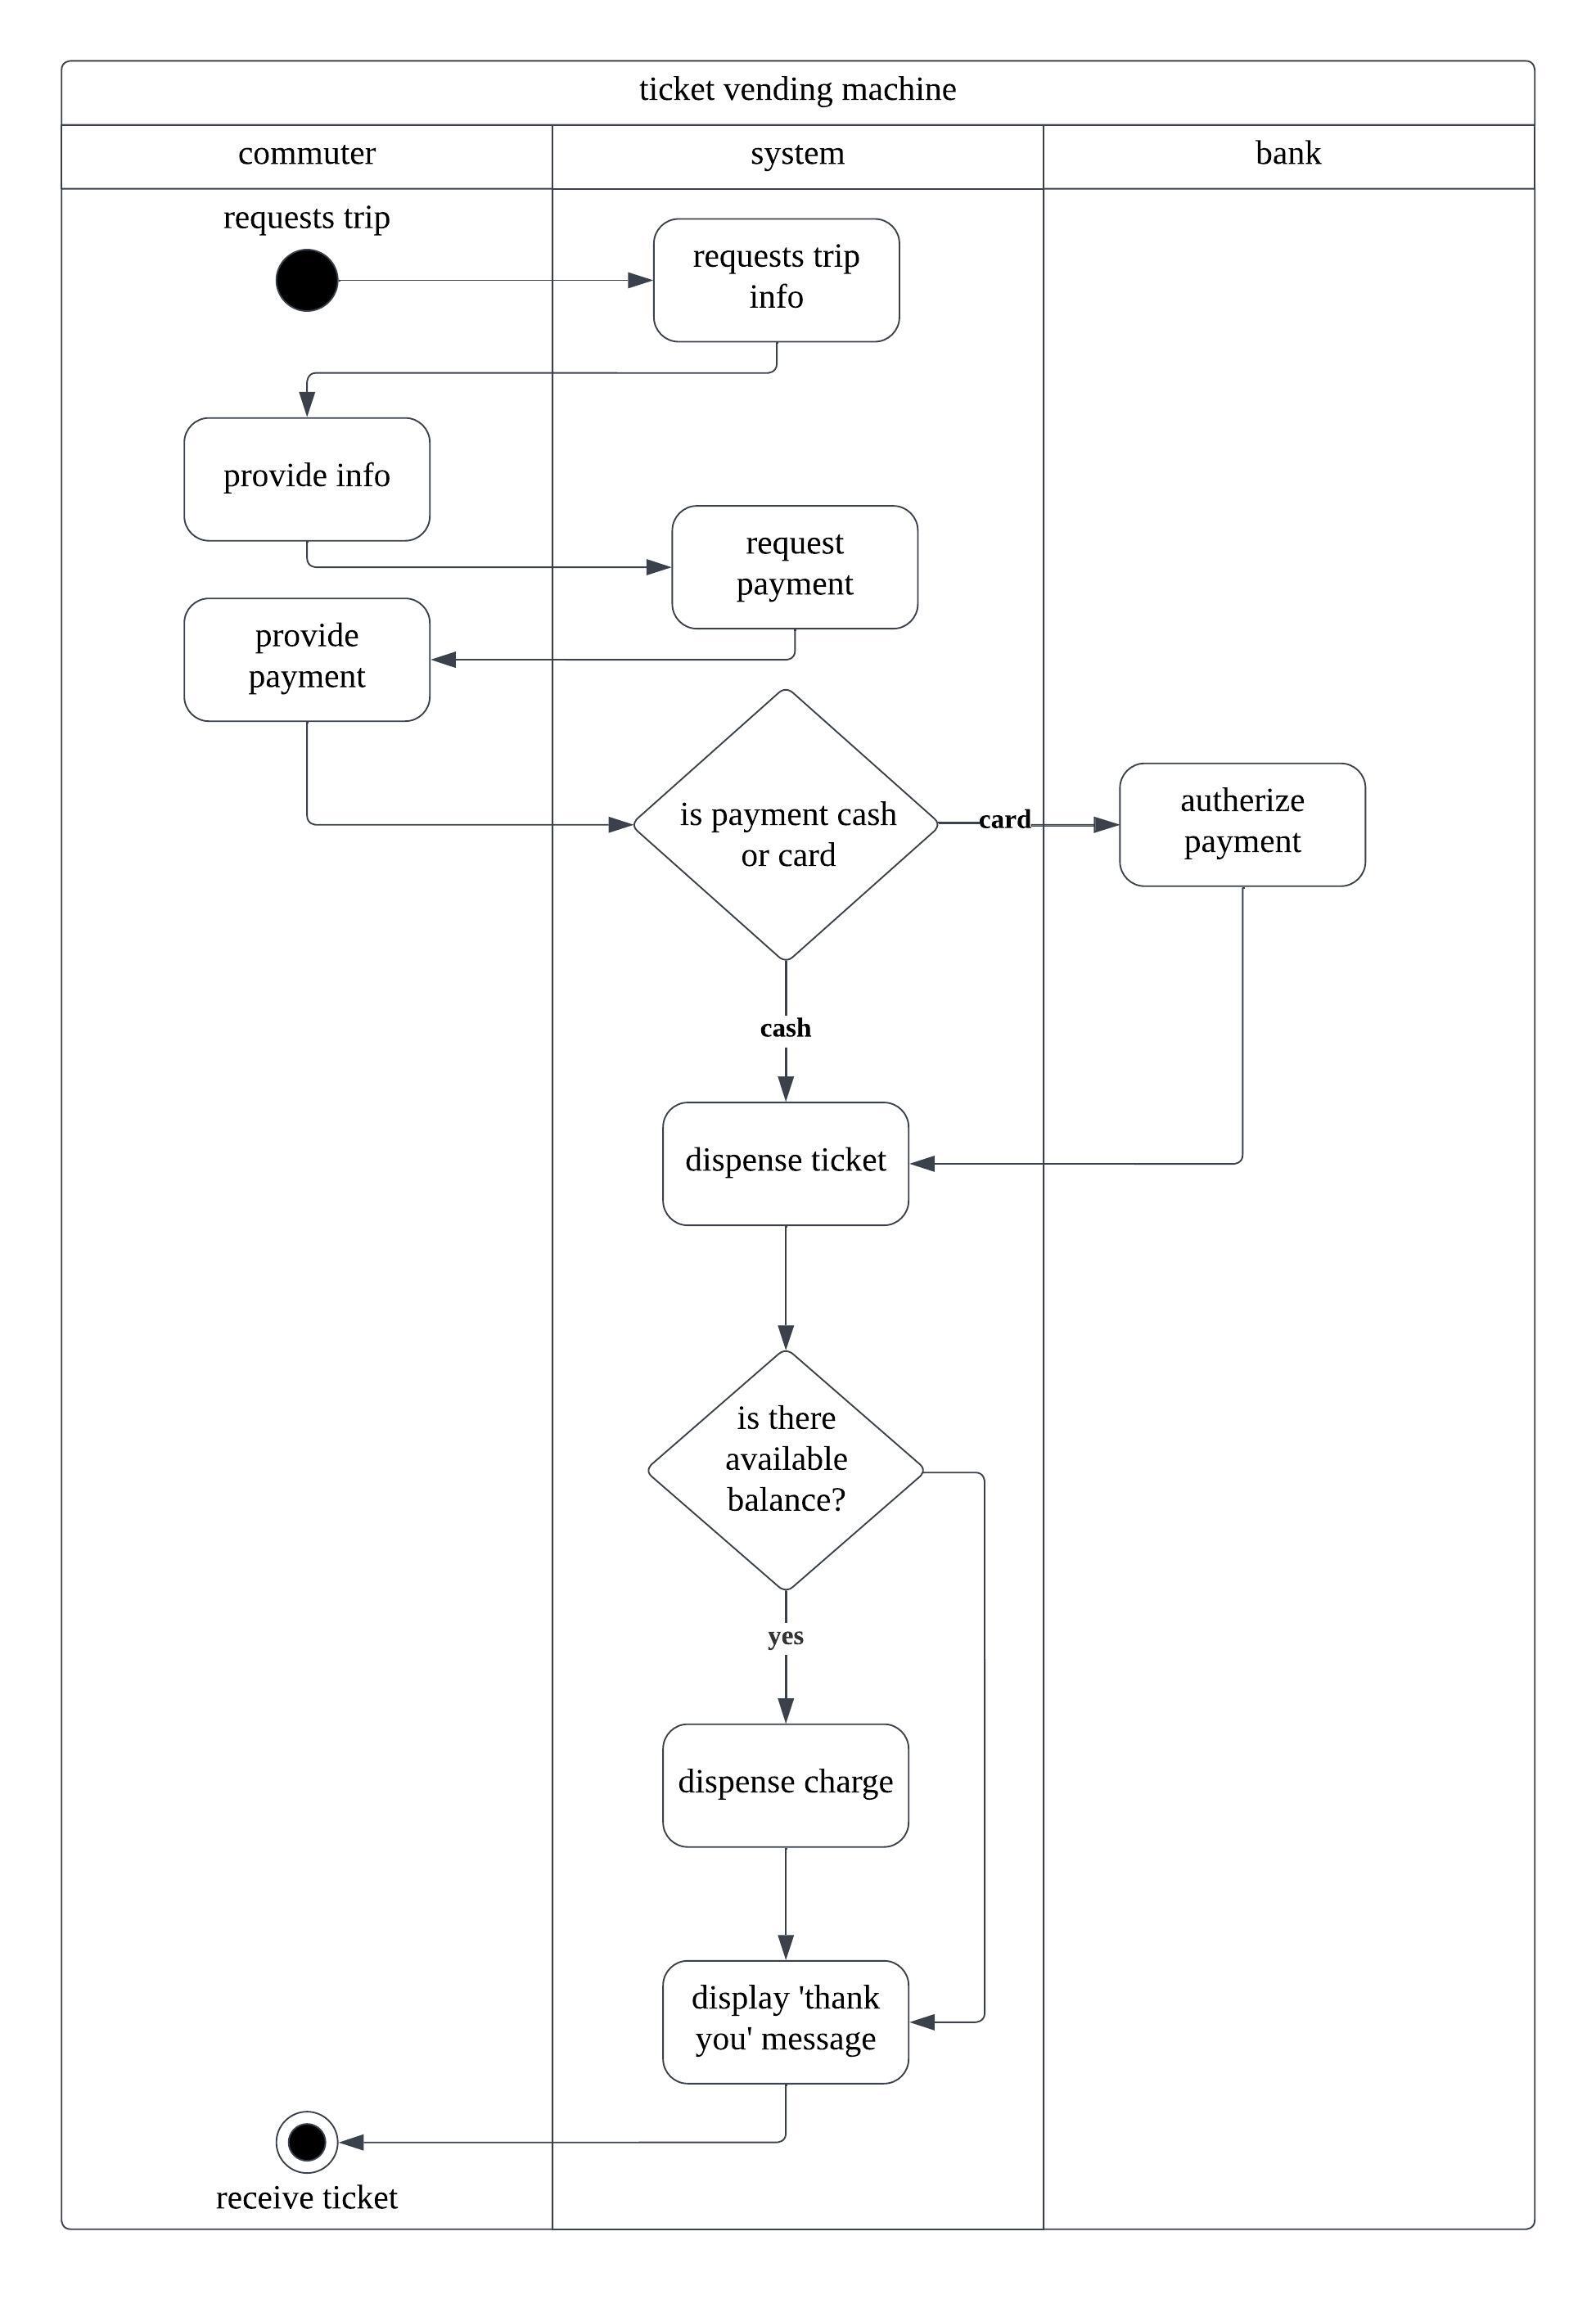 ticket vending machine
commuter
system
bank
requests trip
requests trip
info
provide info
request
payment
provide
payment
is payment cash
or card
card
autherize
payment
cash
dispense ticket
is there
available
balance?
yes
dispense charge
display 'thank
you' message
receive ticket